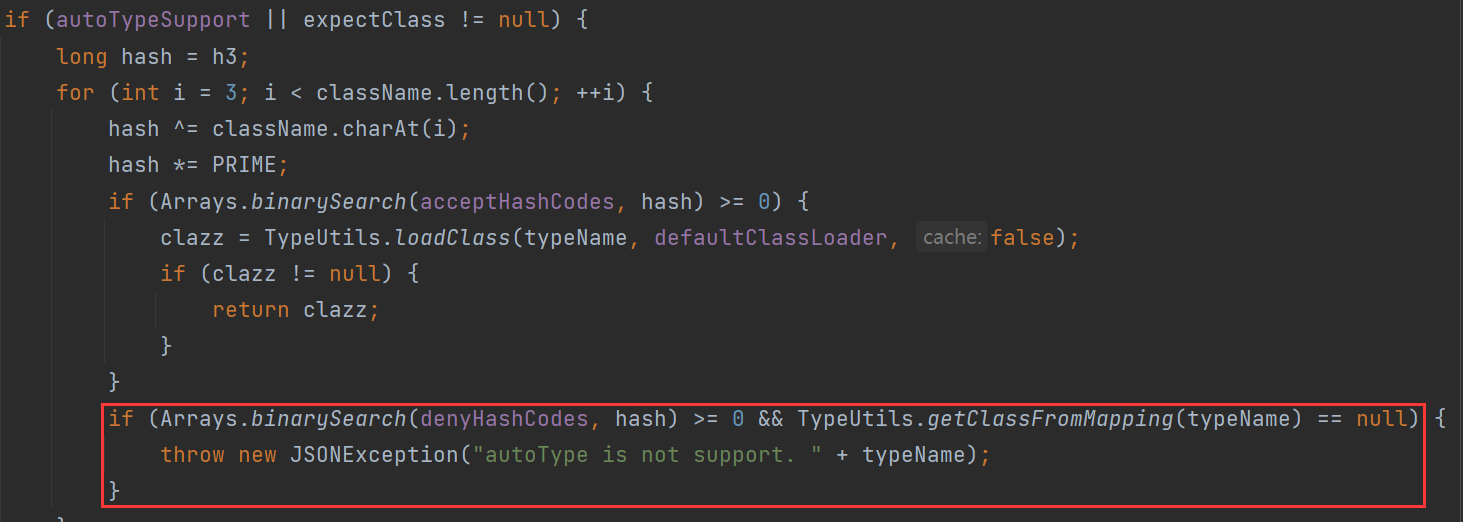 if (autoTypeSupport || expectClass != null) {
long hash = h3;
for (int i = 3; i < className.length(); ++i) {
hash ^= className.charAt(i);
hash *= PRIME;
if (Arrays.binarySearch(acceptHashCodes, hash) >= 0) {
clazz = TypeUtils.loadClass(typeName, defaultClassLoader, cache: false);
if (clazz != null) {
return clazz;
}
}
if (Arrays.binarySearch(denyHashCodes, hash) >= 0 && TypeUtils.getClassFromMapping(typeName) == null) {
throw new JSONException("autoType is not support. " + typeName);
}
}